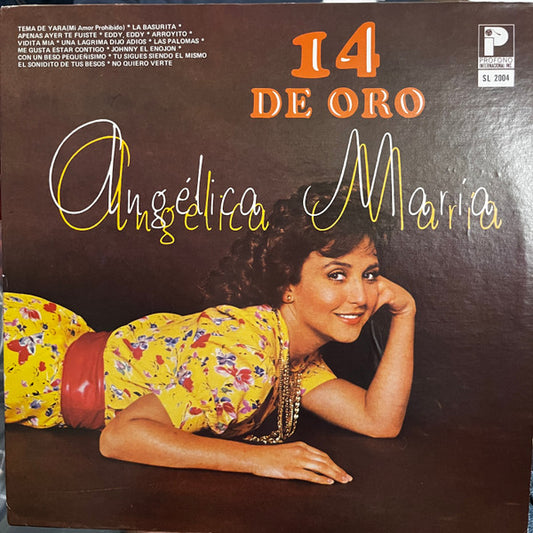 TEMA DE YARA(Mi Amor Prohibido) * LA BASURITA *
APENAS AYER TE FUISTE * EDDY, EDDY * ARROYITO *
VIDITA MIA * UNA LAGRIMA DIJO ADIOS * LAS PALOMAS *
ME GUSTA ESTAR CONTIGO * JOHNNY EL ENOJON *
CON UN BESO PEQUEÑISIMO * TU SIGUES SIENDO EL MISMO
EL SONIDITO DE TUS BESOS * NO QUIERO VERTE
14
DE ORO
P
PROFONO
INTERNACIONAL INC.
SL 2004
Angélica María
Angélica María